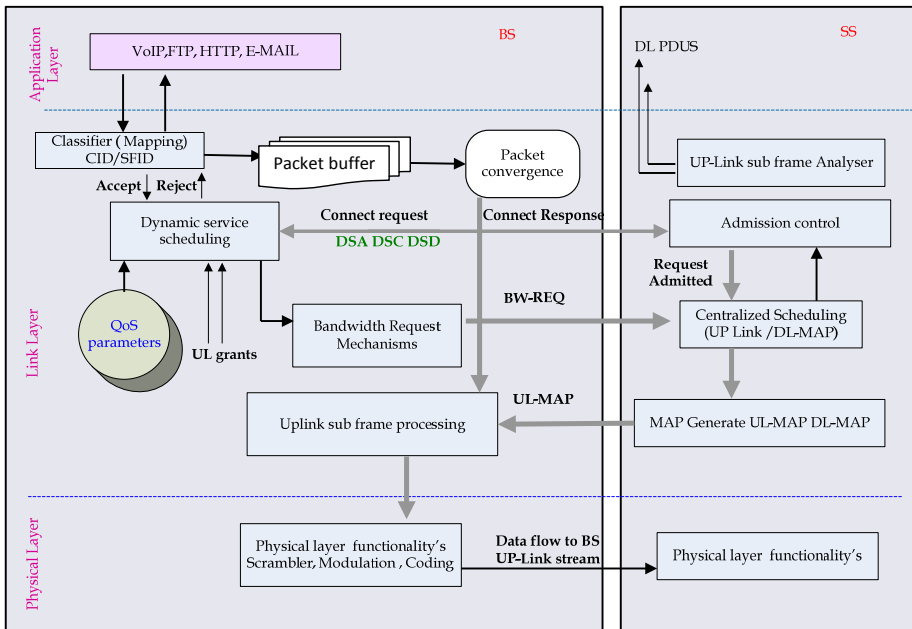 BS
SS
Application
Layer
VoIP,FTP, HTTP, E-MAIL
DL PDUS
Classifier ( Mapping)
CID/SFID
Packet buffer
Packet
convergence
UP-Link sub frame Analyser
Accept
Reject
Dynamic service
scheduling
Connect request
Connect Response
DSA DSC DSD
Admission control
Request
Admitted
Link Layer
QoS
parameters
UL grants
Bandwidth Request
Mechanisms
BW-REQ
Centralized Scheduling
(UP Link /DL-MAP)
Uplink sub frame processing
UL-MAP
MAP Generate UL-MAP DL-MAP
Physical Layer
Physical layer functionality's
Scrambler, Modulation , Coding
Data flow to BS
UP-Link stream
Physical layer functionality's